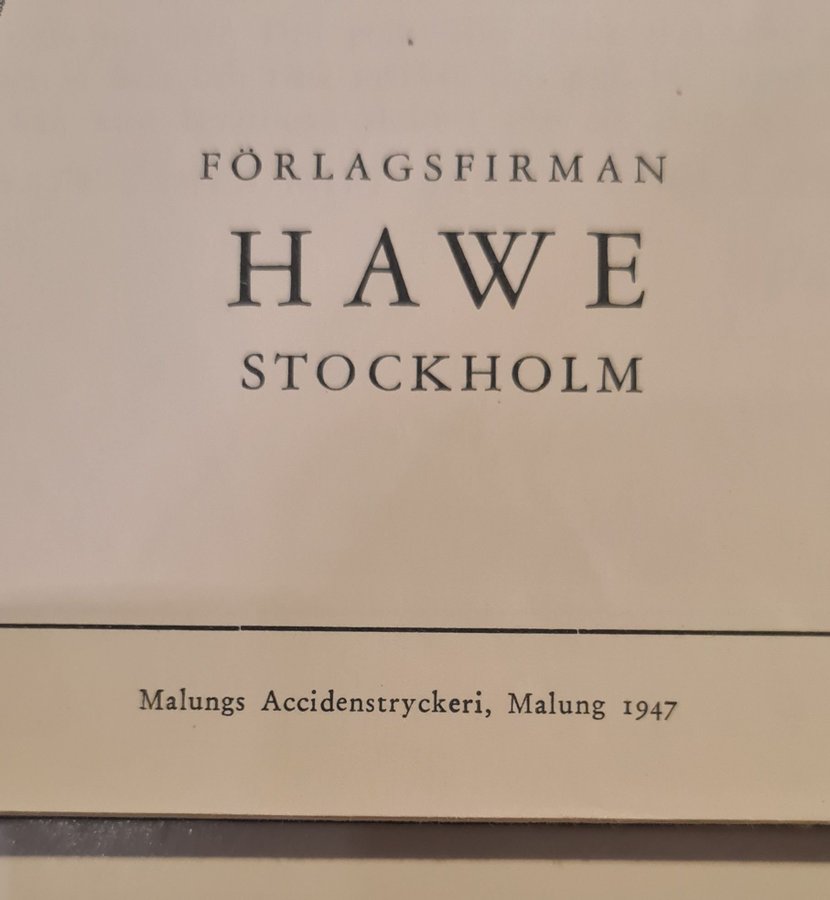 FÖRLAGSFIRMAN
HAWE
STOCKHOLM
Malungs Accidenstryckeri, Malung 1947